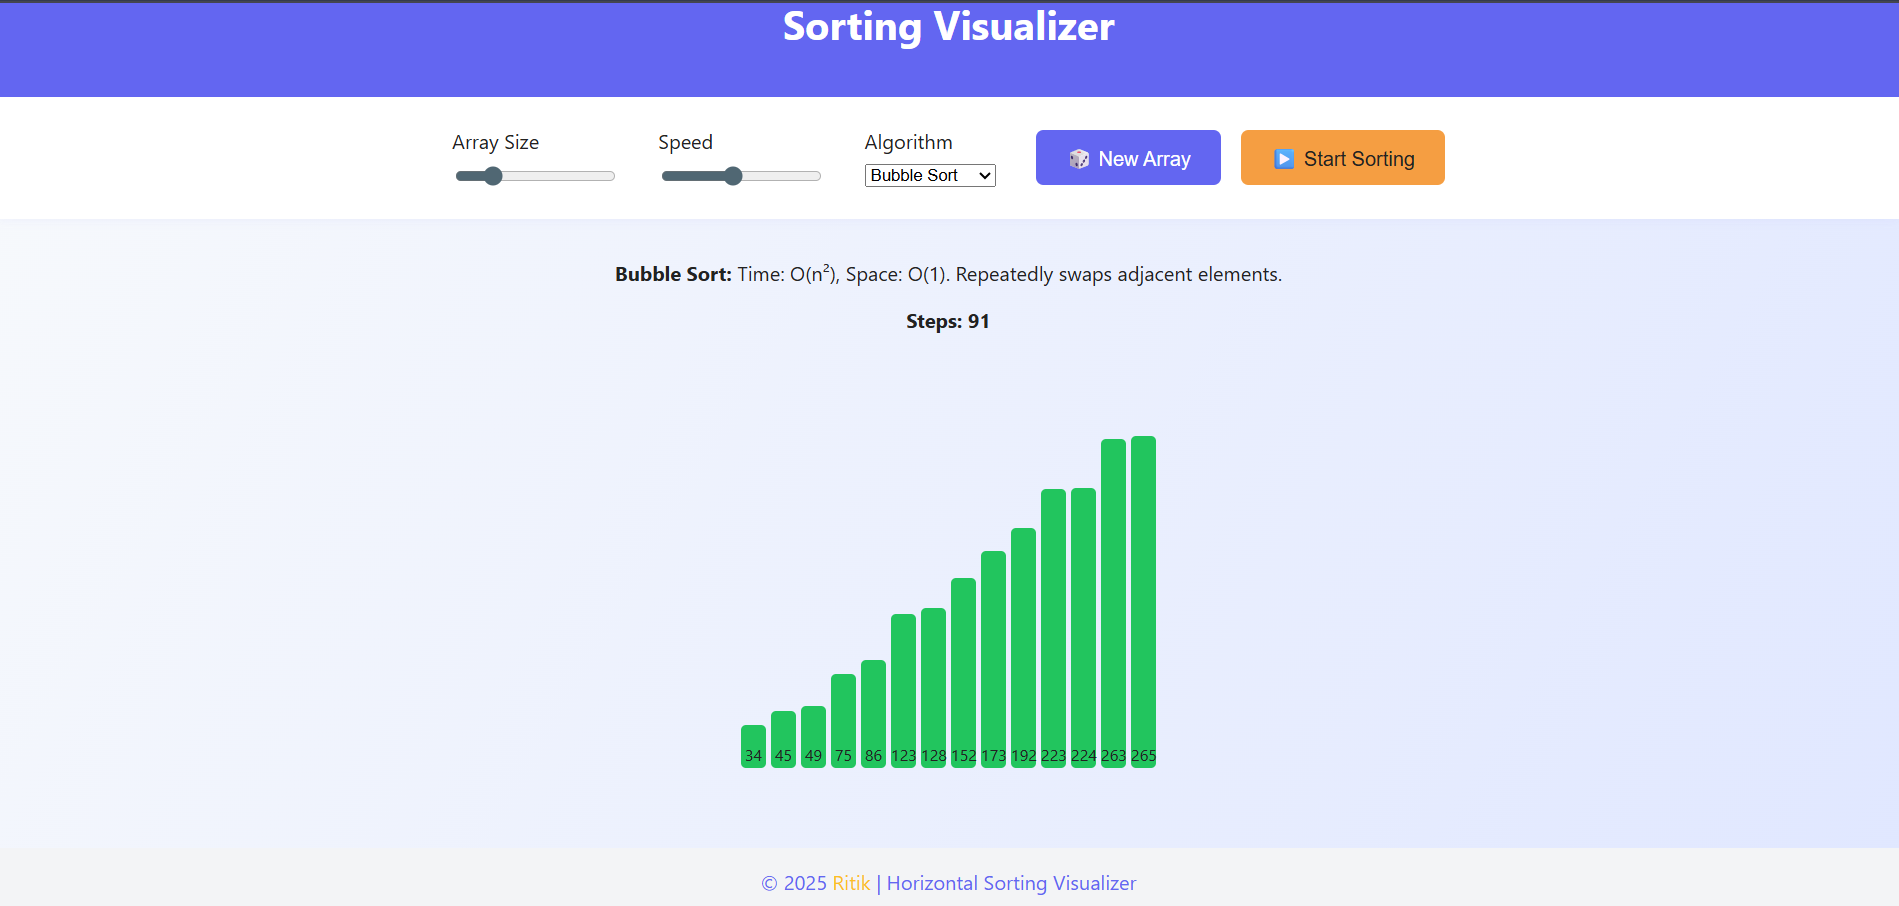 Sorting Visualizer
Array Size
Speed
Algorithm
Bubble Sort
New Array
Start Sorting
Bubble Sort: Time: O(n²), Space: O(1). Repeatedly swaps adjacent elements.
Steps: 91
34 45 49 75 86 123 128 152 173 192 223 224 263 265
© 2025 Ritik | Horizontal Sorting Visualizer